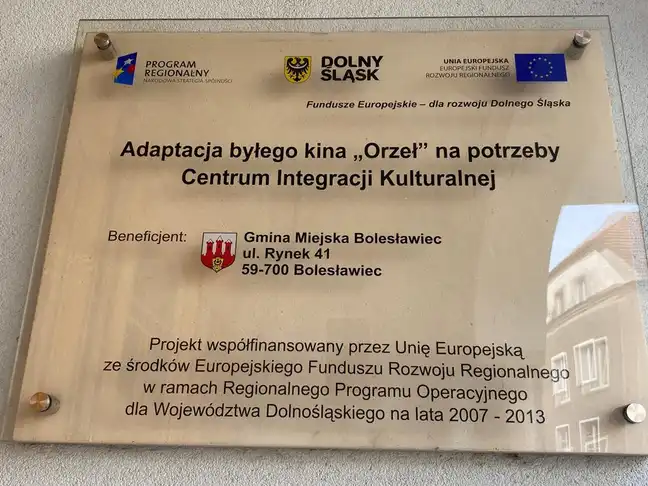 PROGRAM
REGIONALNY
NARODOWA STRATEGIA SPÓJNOŚCI
DOLNY
ŚLĄSK
UNIA EUROPEJSKA
EUROPEJSKI FUNDUSZ
ROZWOJU REGIONALNEGO
Fundusze Europejskie – dla rozwoju Dolnego Śląska
Adaptacja byłego kina „Orzeł” na potrzeby
Centrum Integracji Kulturalnej
Beneficjent:
Gmina Miejska Bolesławiec
ul. Rynek 41
59-700 Bolesławiec
Projekt współfinansowany przez Unię Europejską
ze środków Europejskiego Funduszu Rozwoju Regionalnego
w ramach Regionalnego Programu Operacyjnego
dla Województwa Dolnośląskiego na lata 2007 - 2013